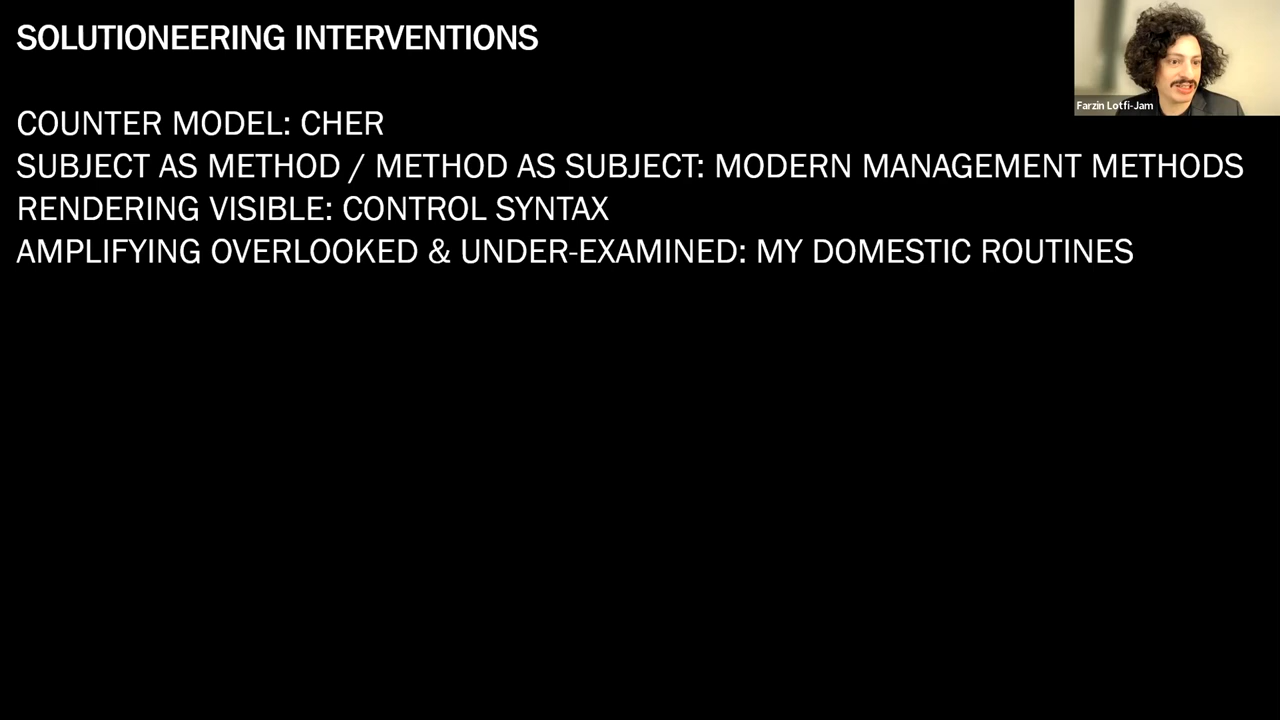 SOLUTIONEERING INTERVENTIONS
COUNTER MODEL: CHER
SUBJECT AS METHOD / METHOD AS SUBJECT: MODERN MANAGEMENT METHODS
RENDERING VISIBLE: CONTROL SYNTAX
AMPLIFYING OVERLOOKED & UNDER-EXAMINED: MY DOMESTIC ROUTINES
Farzin Lotfi-Jam